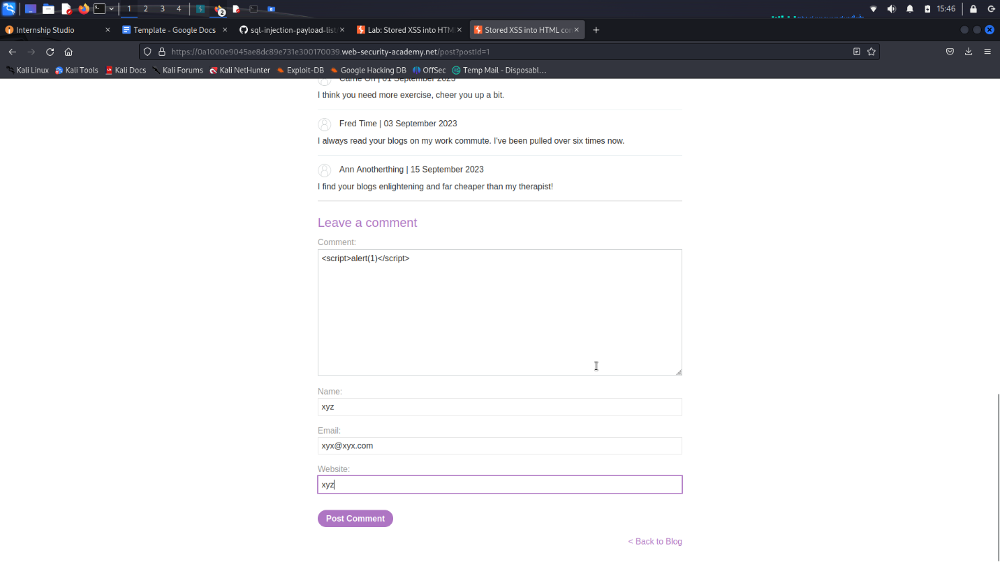 1 2 3 4 2 15:46
Internship Studio Template - Google Docs sql-injection-payload-list Lab: Stored XSS into HTM Stored XSS into HTML co
https://0a1000e9045ae8dc89e731e300170039.web-security-academy.net/post?postId=1
Kali Linux Kali Tools Kali Docs Kali Forums Kali NetHunter Exploit-DB Google Hacking DB OffSec Temp Mail - Disposabl…
Came On | 01 September 2023
I think you need more exercise, cheer you up a bit.
Fred Time | 03 September 2023
I always read your blogs on my work commute. I've been pulled over six times now.
Ann Anotherthing | 15 September 2023
I find your blogs enlightening and far cheaper than my therapist!
Leave a comment
Comment:
<script>alert(1)</script>
Name:
xyz
Email:
xyx@xyx.com
Website:
xyz
Post Comment
< Back to Blog